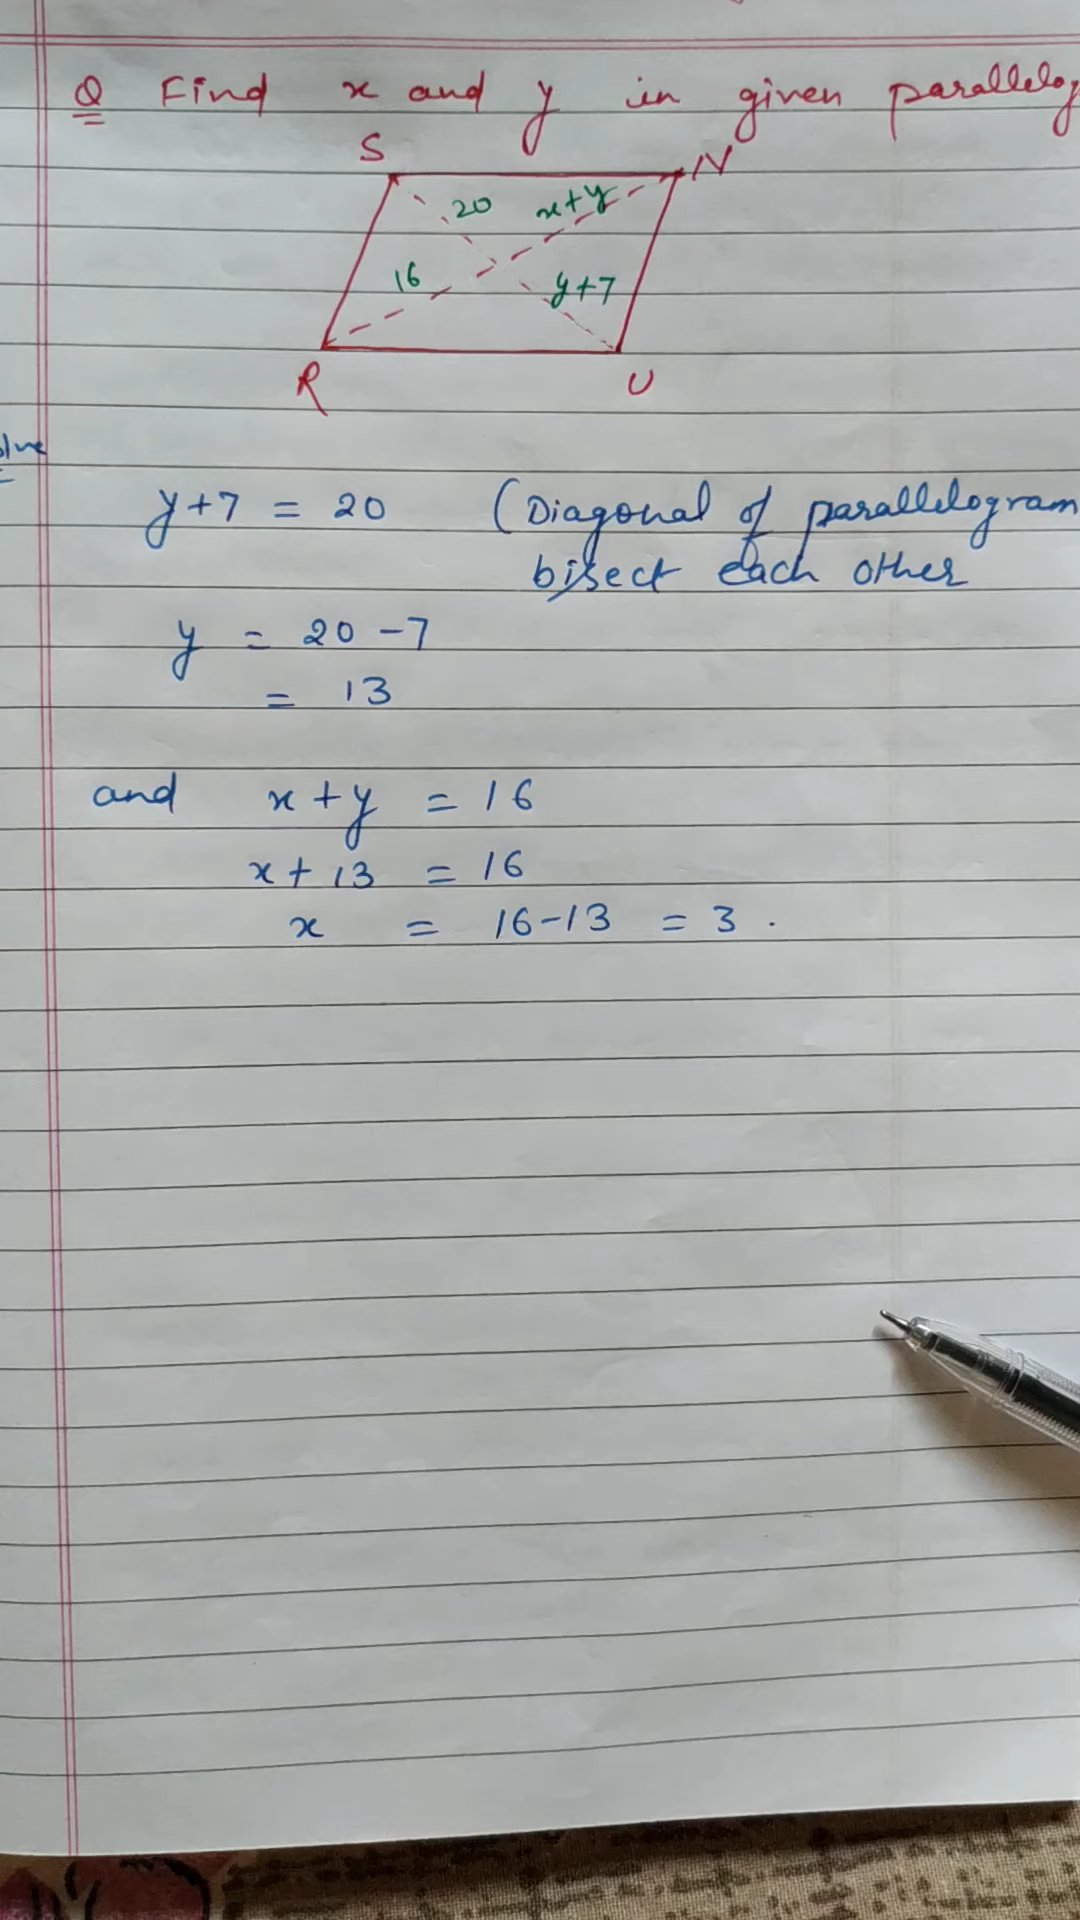 Q Find x and y in given parallelog
S
N
20 x+y
16 y+7
R
U
olve
y+7 = 20 (Diagonal of parallelogram
bisect each other
y = 20-7
= 13
and x+y = 16
x+13 = 16
x = 16-13 = 3.